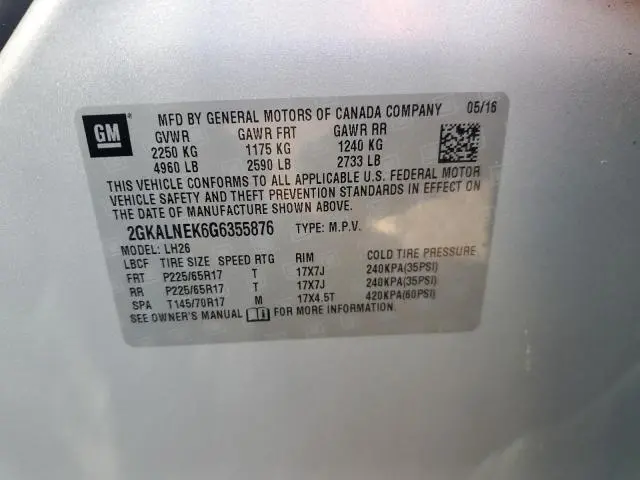 GM
MFD BY GENERAL MOTORS OF CANADA COMPANY 05/16
GVWR GAWR FRT GAWR RR
2250 KG 1175 KG 1240 KG
4960 LB 2590 LB 2733 LB
THIS VEHICLE CONFORMS TO ALL APPLICABLE U.S. FEDERAL MOTOR
VEHICLE SAFETY AND THEFT PREVENTION STANDARDS IN EFFECT ON
THE DATE OF MANUFACTURE SHOWN ABOVE.
2GKALNEK6G6355876 TYPE: M.P.V.
MODEL: LH26
LBCF TIRE SIZE SPEED RTG RIM COLD TIRE PRESSURE
FRT P225/65R17 T 17X7J 240KPA(35PSI)
RR P225/65R17 T 17X7J 240KPA(35PSI)
SPA T145/70R17 M 17X4.5T 420KPA(60PSI)
SEE OWNER'S MANUAL FOR MORE INFORMATION.